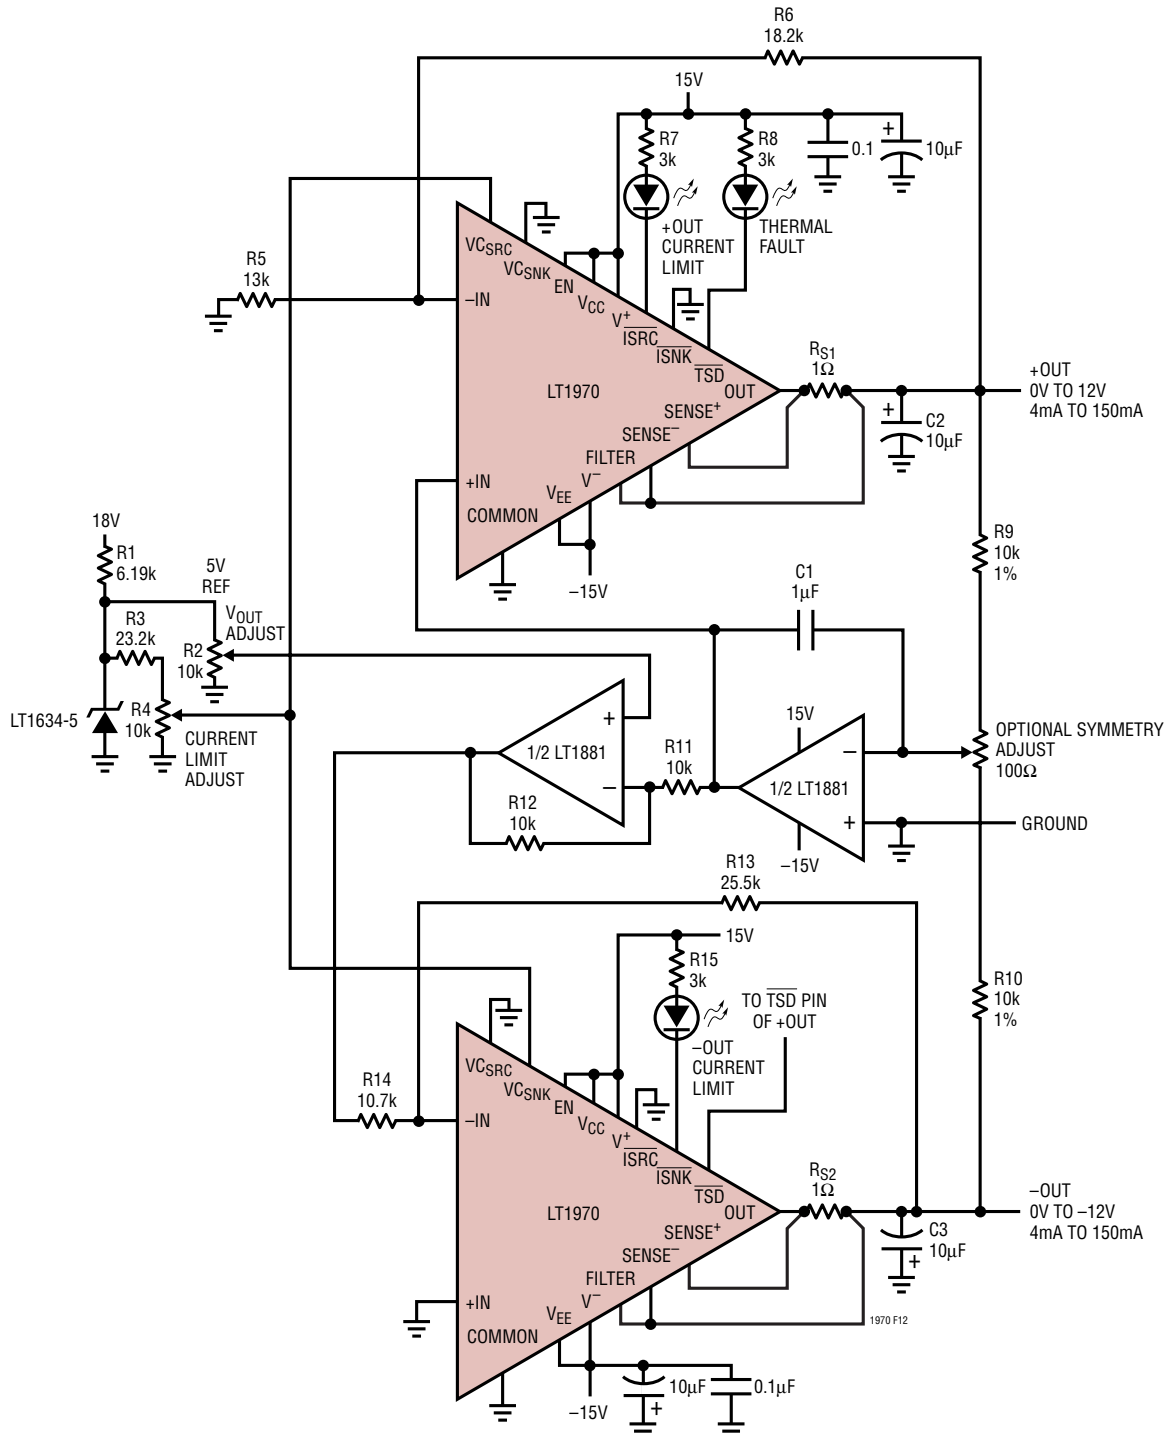 R6
18.2k
15V
R7
3k
R8
3k
0.1
+
10µF
+OUT
CURRENT
LIMIT
THERMAL
FAULT
VCSRC
VCSNK
EN
VCC
V+
ISRC
ISNK
TSD
OUT
SENSE+
SENSE–
FILTER
V–
VEE
COMMON
+IN
–IN
LT1970
R5
13k
RS1
1Ω
+OUT
0V TO 12V
4mA TO 150mA
+
C2
10µF
–15V
R9
10k
1%
18V
R1
6.19k
5V
REF
VOUT
ADJUST
R3
23.2k
R2
10k
LT1634-5
R4
10k
CURRENT
LIMIT
ADJUST
C1
1µF
+
–
1/2 LT1881
R11
10k
R12
10k
15V
–
+
1/2 LT1881
–15V
OPTIONAL SYMMETRY
ADJUST
100Ω
GROUND
R13
25.5k
15V
R15
3k
–OUT
CURRENT
LIMIT
TO TSD PIN
OF +OUT
R10
10k
1%
R14
10.7k
VCSRC
VCSNK
EN
VCC
V+
ISRC
ISNK
TSD
OUT
SENSE+
SENSE–
FILTER
V–
VEE
COMMON
+IN
–IN
LT1970
RS2
1Ω
–OUT
0V TO –12V
4mA TO 150mA
C3
10µF
+
1970 F12
–15V
10µF
+
0.1µF